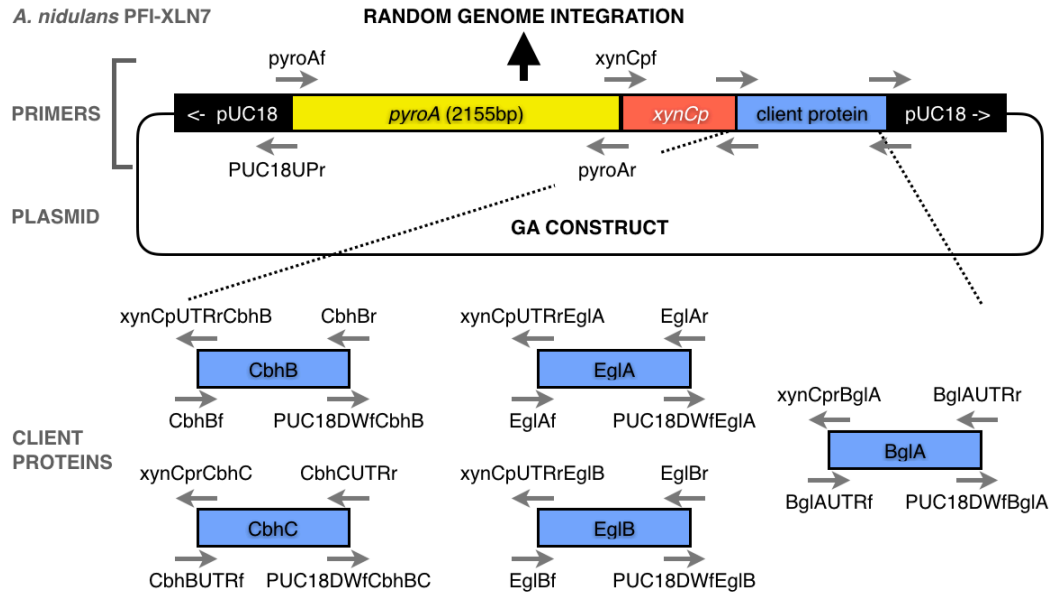 A. nidulans PFI-XLN7
RANDOM GENOME INTEGRATION
pyroAf
xynCpf
PRIMERS
<- pUC18
pyroA (2155bp)
xynCp
client protein
pUC18 ->
PUC18UPr
pyroAr
PLASMID
GA CONSTRUCT
xynCpUTRrCbhB
CbhBr
CbhB
CbhBf
PUC18DWfCbhB
xynCpUTRrEglA
EglAr
EglA
EglAf
PUC18DWfEglA
xynCprBglA
BglAUTRr
BglA
BglAUTRf
PUC18DWfBglA
CLIENT
PROTEINS
xynCprCbhC
CbhCUTRr
CbhC
CbhBUTRf
PUC18DWfCbhBC
xynCpUTRrEglB
EglBr
EglB
EglBf
PUC18DWfEglB